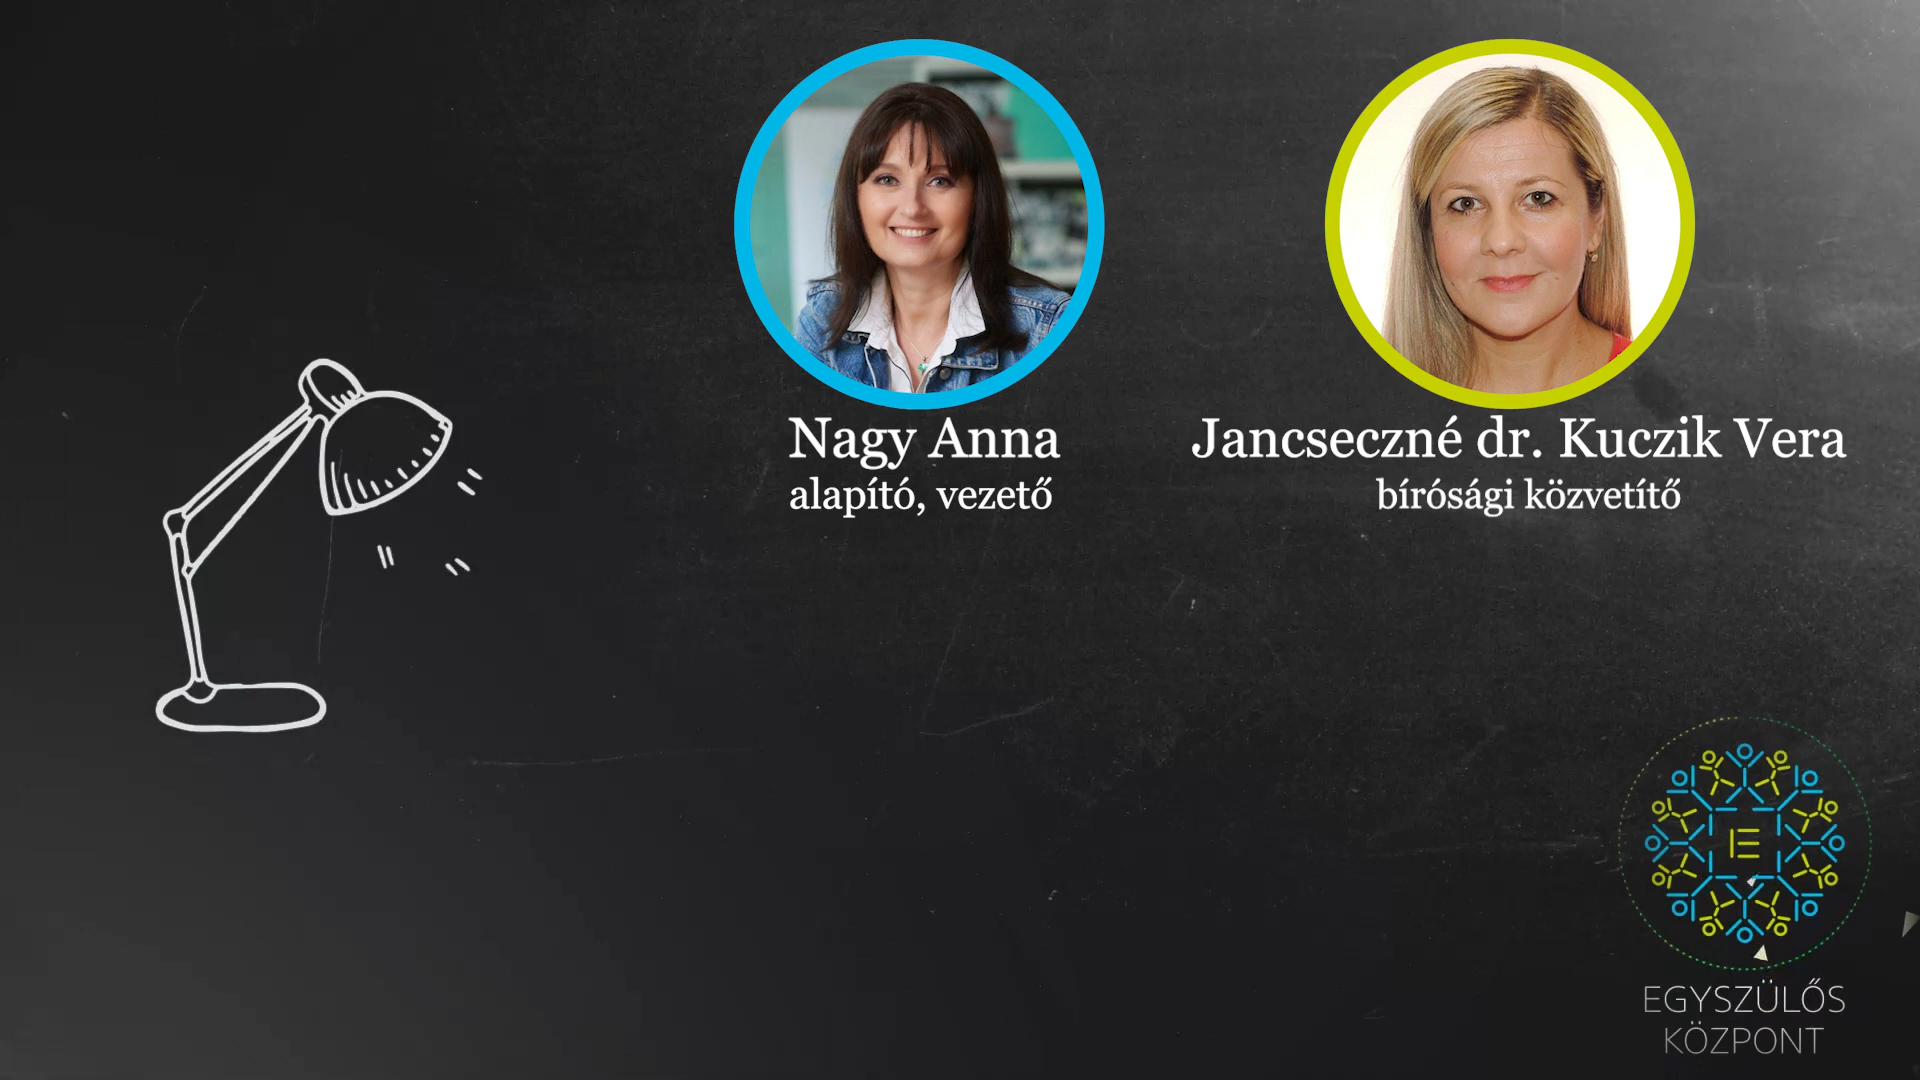 Nagy Anna
alapító, vezető
Jancseczné dr. Kuczik Vera
bírósági közvetítő
E
EGYSZÜLŐS
KÖZPONT